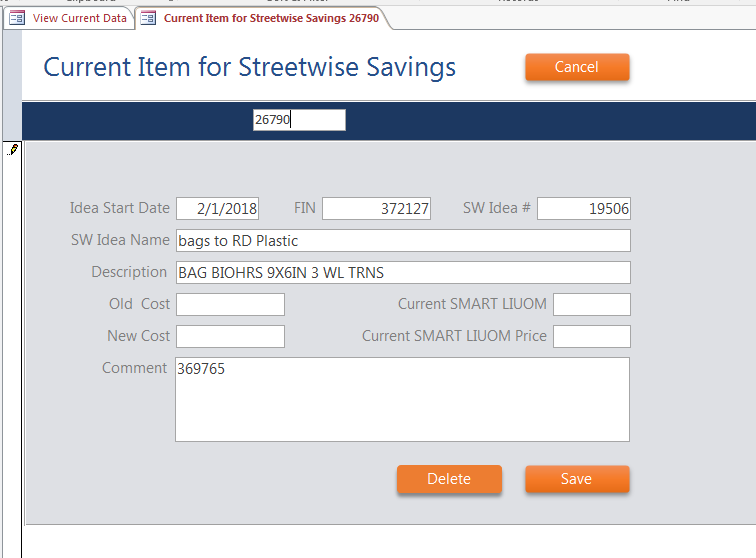 View Current Data
Current Item for Streetwise Savings 26790
Current Item for Streetwise Savings
Cancel
26790
Idea Start Date 2/1/2018 FIN 372127 SW Idea # 19506
SW Idea Name bags to RD Plastic
Description BAG BIOHRS 9X6IN 3 WL TRNS
Old Cost Current SMART LIUOM
New Cost Current SMART LIUOM Price
Comment 369765
Delete Save